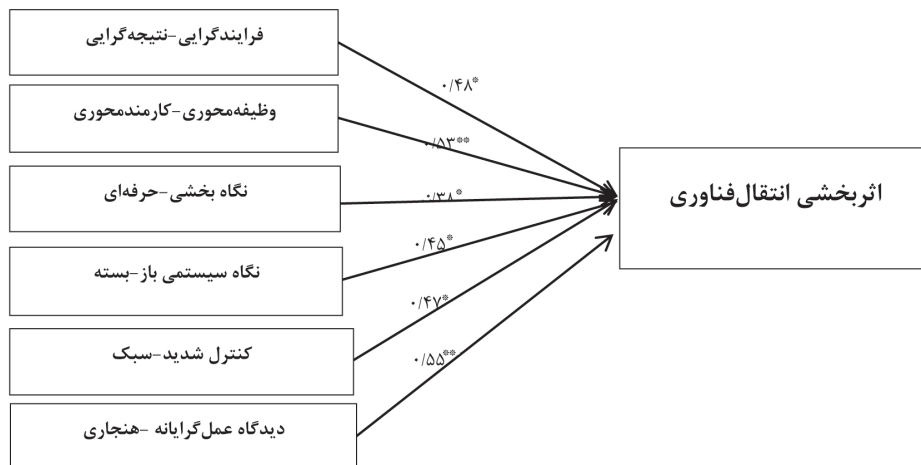 فرایندگرایی-نتیجه‌گرایی
۰/۴۸*
وظیفه‌محوری-کارمندمحوری
۰/۵۳**
اثربخشی انتقال‌فناوری
نگاه بخشی-حرفه‌ای
۰/۳۸*
۰/۴۵*
نگاه سیستمی باز-بسته
۰/۴۷*
کنترل شدید-سبک
۰/۵۵**
دیدگاه عمل‌گرایانه -هنجاری